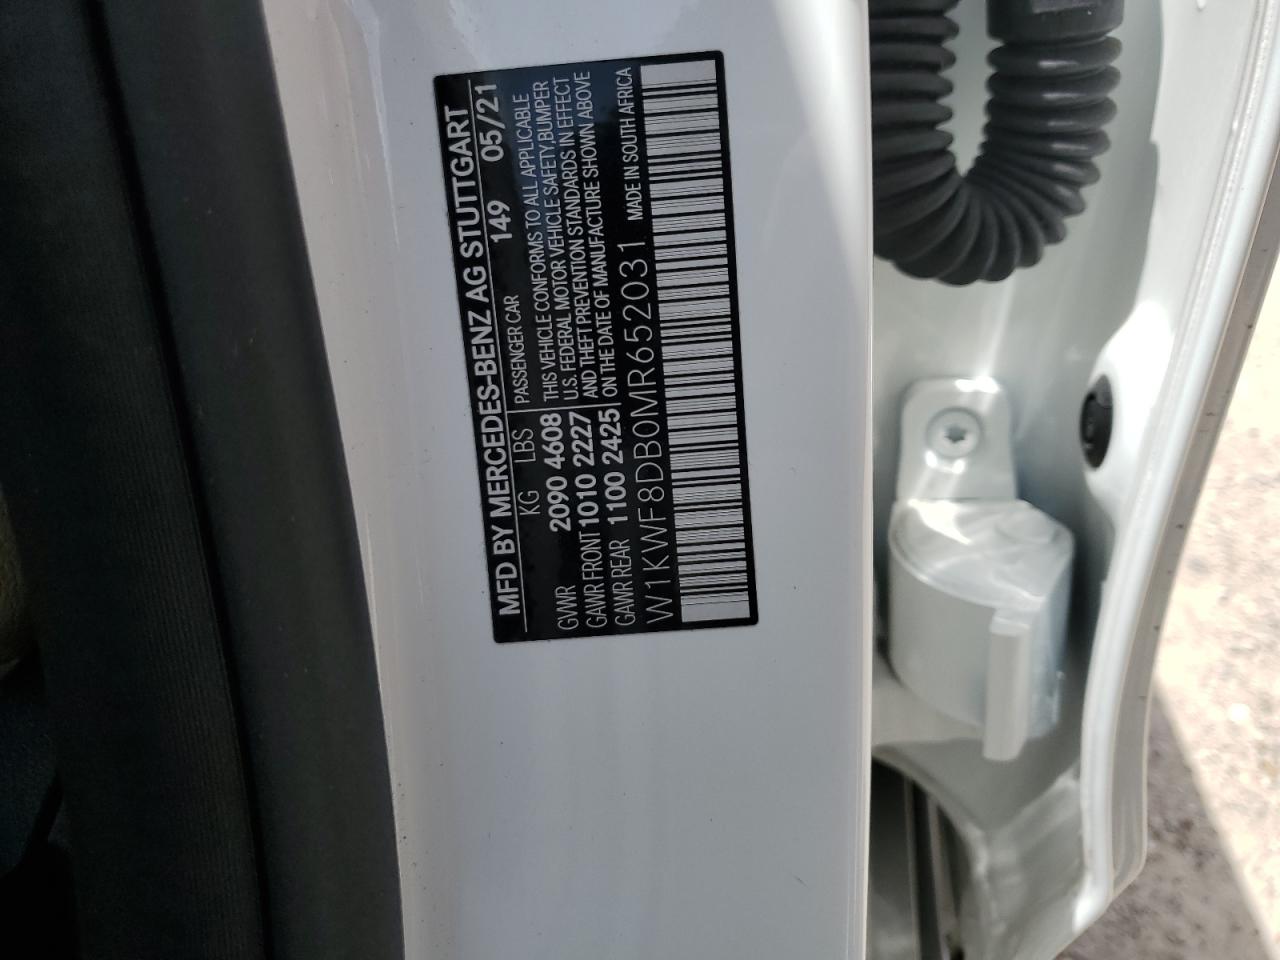 MFD BY MERCEDES-BENZ AG STUTTGART
KG LBS 149 05/21
GVWR 2090 4608
GAWR FRONT 1010 2227
GAWR REAR 1100 2425
PASSENGER CAR
THIS VEHICLE CONFORMS TO ALL APPLICABLE
U.S. FEDERAL MOTOR VEHICLE SAFETY, BUMPER
AND THEFT PREVENTION STANDARDS IN EFFECT
ON THE DATE OF MANUFACTURE SHOWN ABOVE
W1KWF8DB0MR652031 MADE IN SOUTH AFRICA